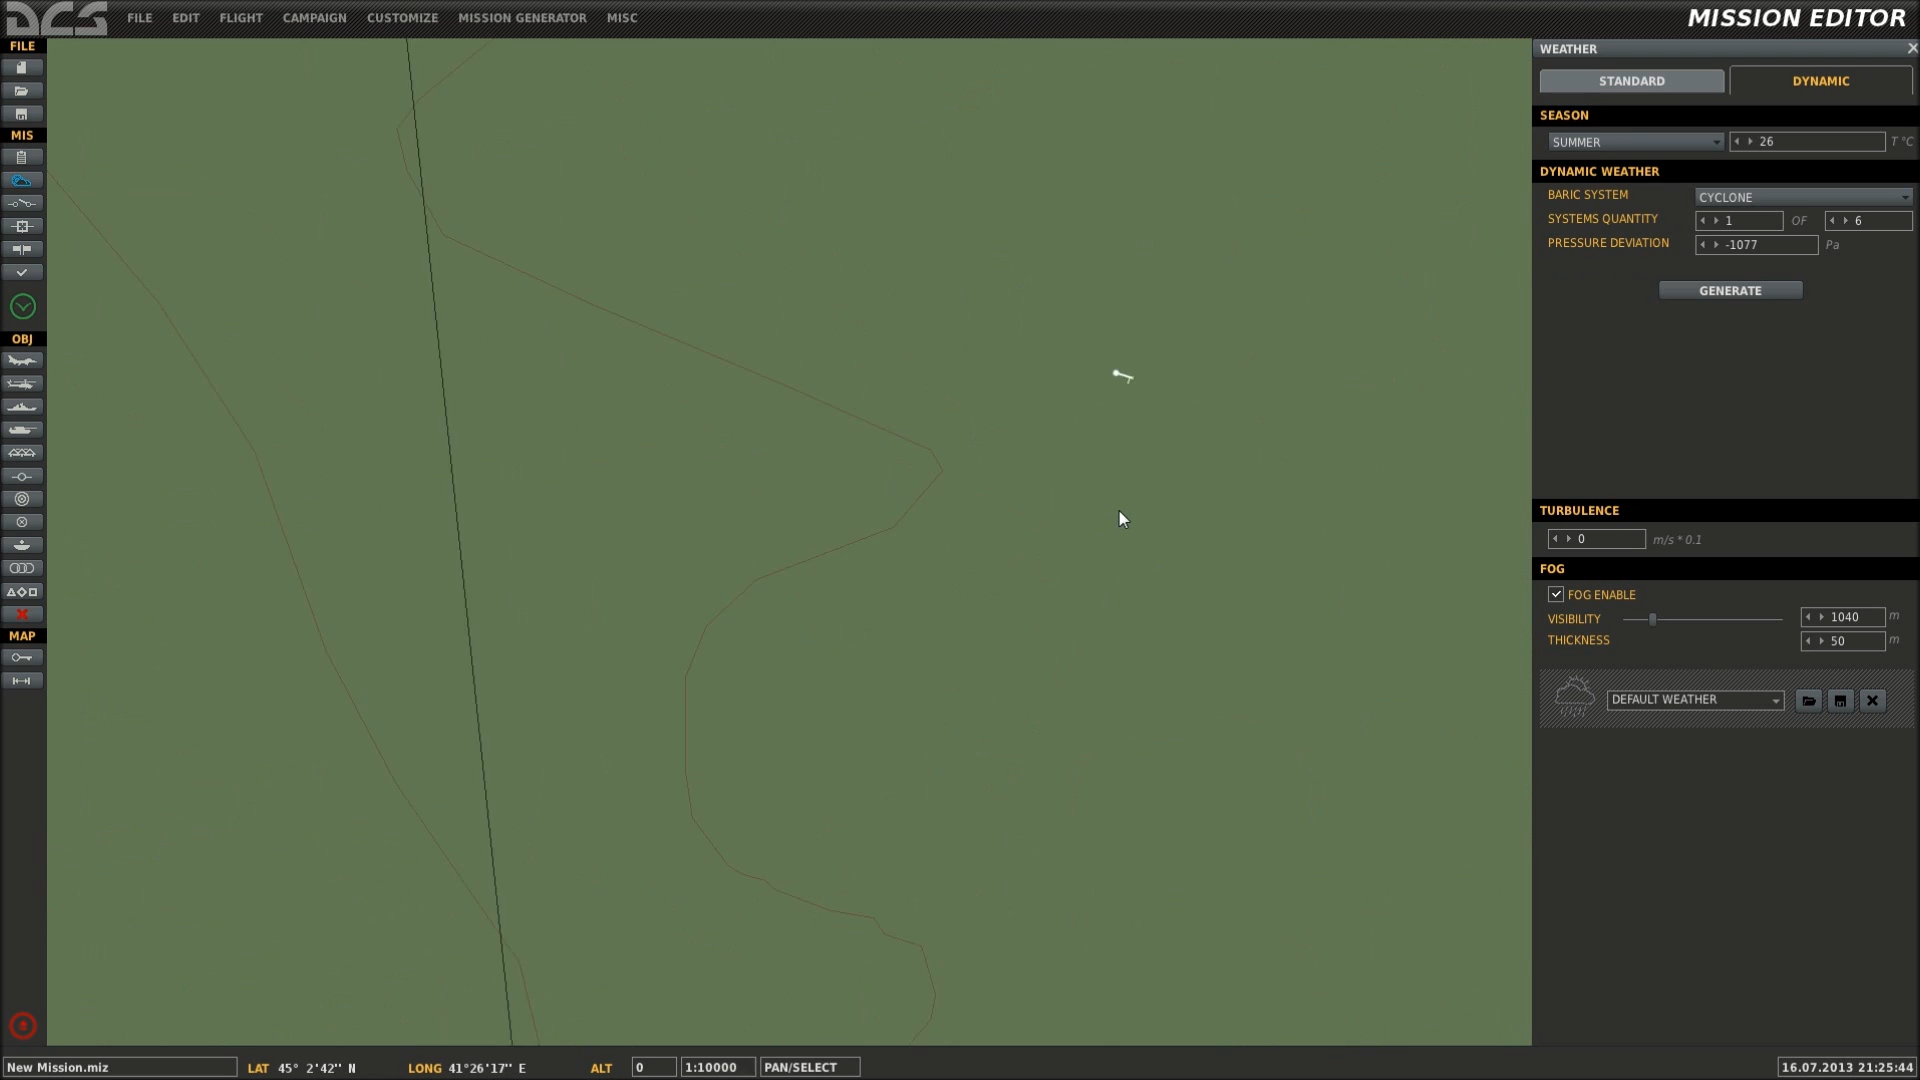 DCS FILE EDIT FLIGHT CAMPAIGN CUSTOMIZE MISSION GENERATOR MISC MISSION EDITOR
FILE
MIS
OBJ
MAP
WEATHER
STANDARD DYNAMIC
SEASON
SUMMER 26 T °C
DYNAMIC WEATHER
BARIC SYSTEM CYCLONE
SYSTEMS QUANTITY 1 OF 6
PRESSURE DEVIATION -1077 Pa
GENERATE
TURBULENCE
0 m/s * 0.1
FOG
FOG ENABLE
VISIBILITY 1040 m
THICKNESS 50 m
DEFAULT WEATHER
New Mission.miz LAT 45° 2'42'' N LONG 41°26'17'' E ALT 0 1:10000 PAN/SELECT 16.07.2013 21:25:44